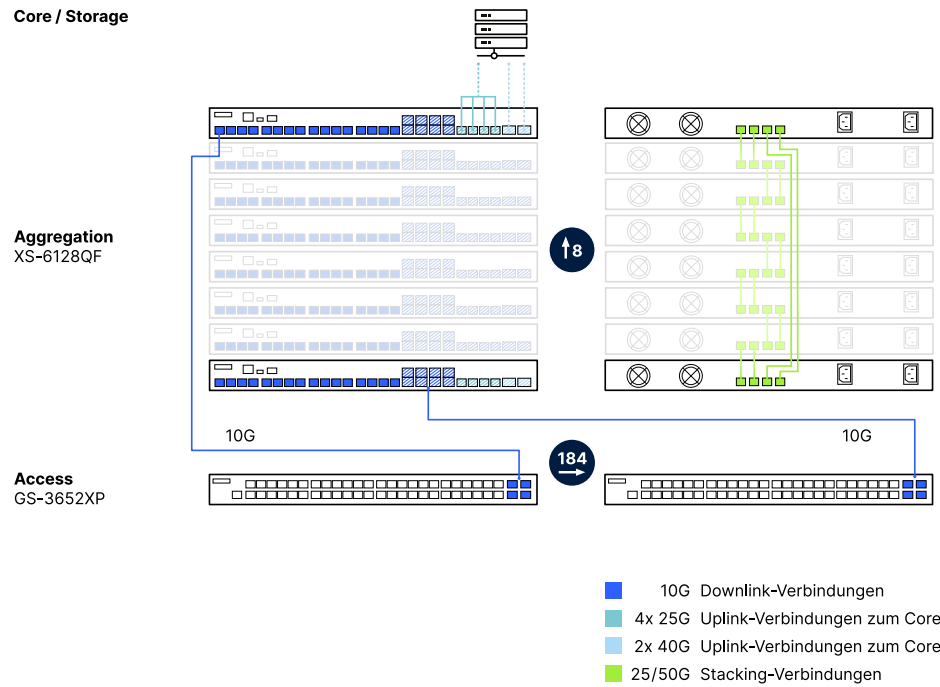 Core / Storage
Aggregation
XS-6128QF
8
10G
10G
184
Access
GS-3652XP
10G Downlink-Verbindungen
4x 25G Uplink-Verbindungen zum Core
2x 40G Uplink-Verbindungen zum Core
25/50G Stacking-Verbindungen